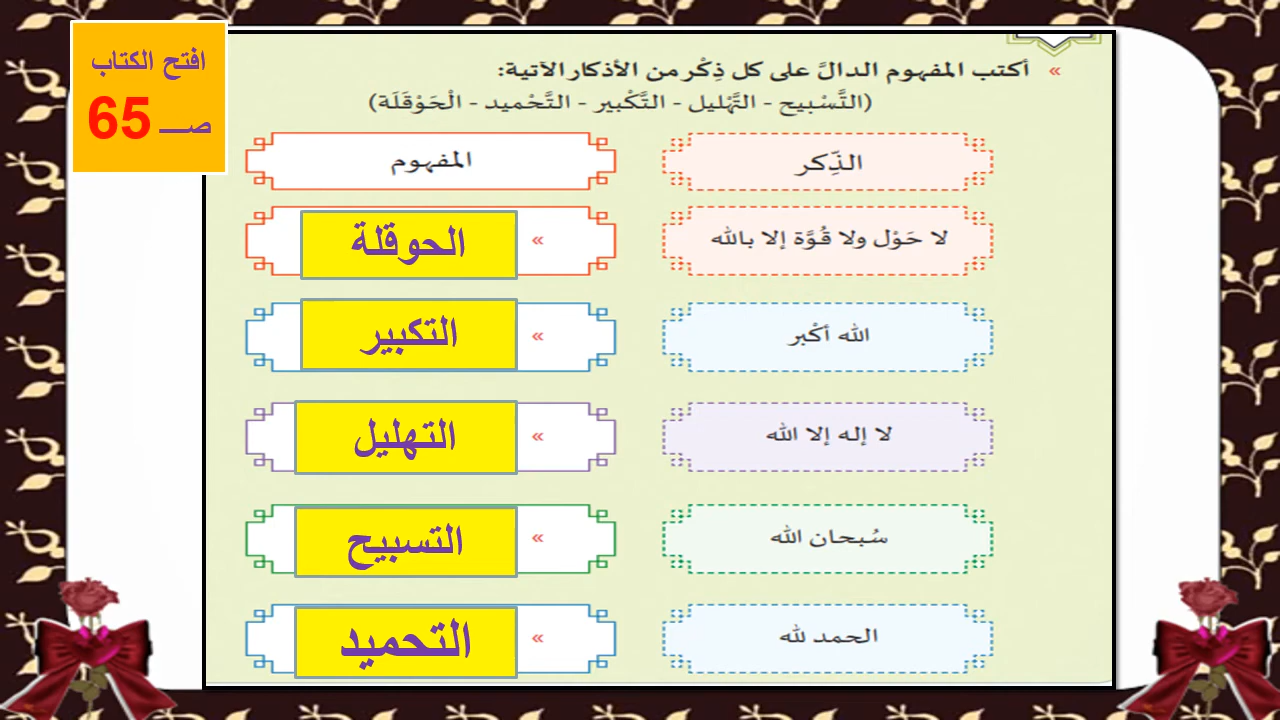 افتح الكتاب
صـــ 65
» أكتب المفهوم الدالَّ على كل ذِكْر من الأذكار الآتية:
(التَّسْبيح - التَّهْليل - التَّكْبير - التَّحْميد - الْحَوْقَلَة)
الذِّكر
المفهوم
لا حَوْل ولا قُوَّة إلا بالله
» الحوقلة
الله أكْبر
» التكبير
لا إله إلا الله
» التهليل
سُبحان الله
» التسبيح
الحمد لله
» التحميد